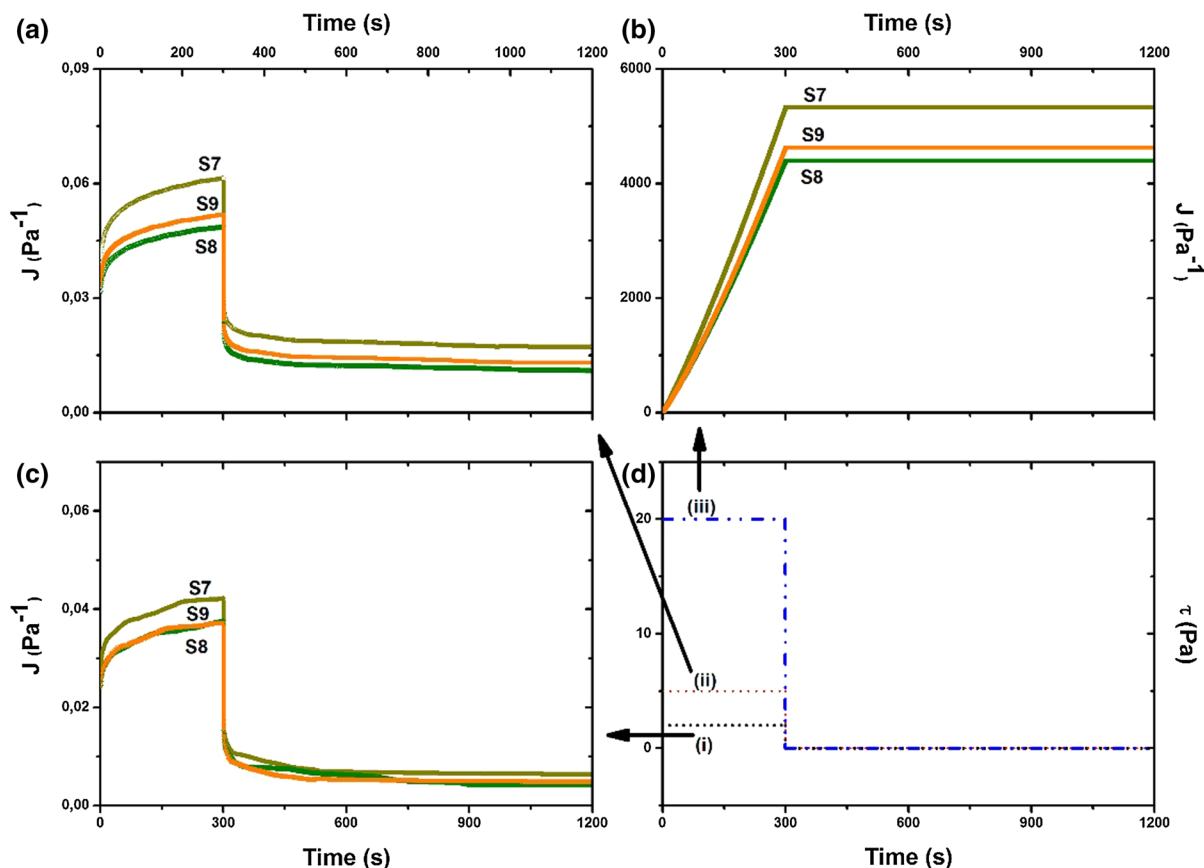 (a)
Time (s)
0 200 300 400 600 800 1000 1200
0,09
0,06
0,03
0,00
J (Pa-1)
S7
S9
S8
(b)
Time (s)
0 300 600 900 1200
6000
4000
2000
0
J (Pa-1)
S7
S9
S8
(c)
0,06
0,04
0,02
0,00
J (Pa-1)
S7
S9
S8
0 300 600 900 1200
Time (s)
(d)
20
10
0
τ (Pa)
(iii)
(ii)
(i)
0 300 600 900 1200
Time (s)